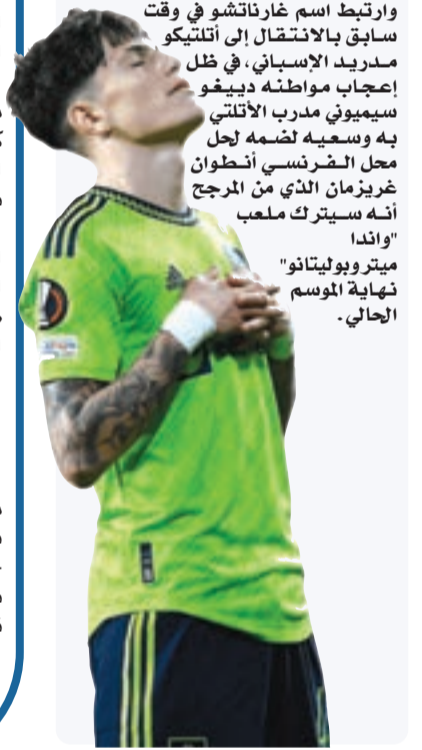 وارتبط اسم غارناتشو في وقت
سابق بالانتقال إلى أتلتيكو
مدريد الإسباني، في ظل
إعجاب مواطنه دييغو
سيميوني مدرب الأتلتي
به وسعيه لضمه لحل
محل الفرنسي أنطوان
غريزمان الذي من المرجح
أنه سيترك ملعب
"واندا
ميتروبوليتانو"
نهاية الموسم
الحالي.